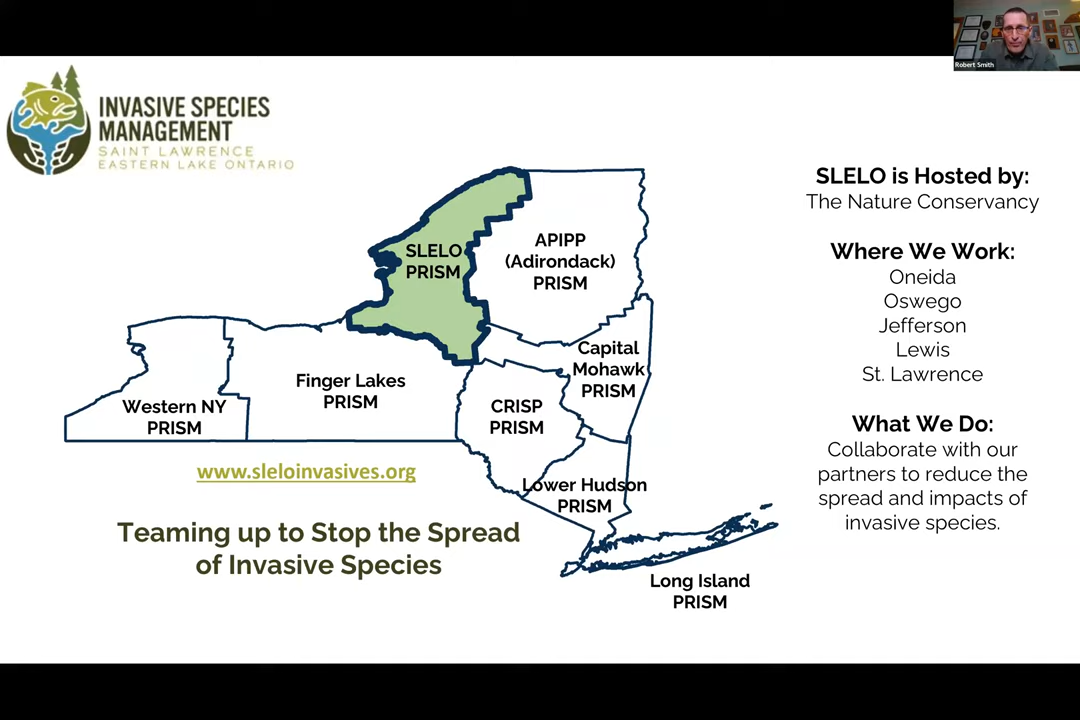 Robert Smith
INVASIVE SPECIES
MANAGEMENT
SAINT LAWRENCE
EASTERN LAKE ONTARIO
SLELO
PRISM
APIPP
(Adirondack)
PRISM
Capital
Mohawk
PRISM
Finger Lakes
PRISM
Western NY
PRISM
CRISP
PRISM
Lower Hudson
PRISM
Long Island
PRISM
www.sleloinvasives.org
Teaming up to Stop the Spread
of Invasive Species
SLELO is Hosted by:
The Nature Conservancy
Where We Work:
Oneida
Oswego
Jefferson
Lewis
St. Lawrence
What We Do:
Collaborate with our
partners to reduce the
spread and impacts of
invasive species.